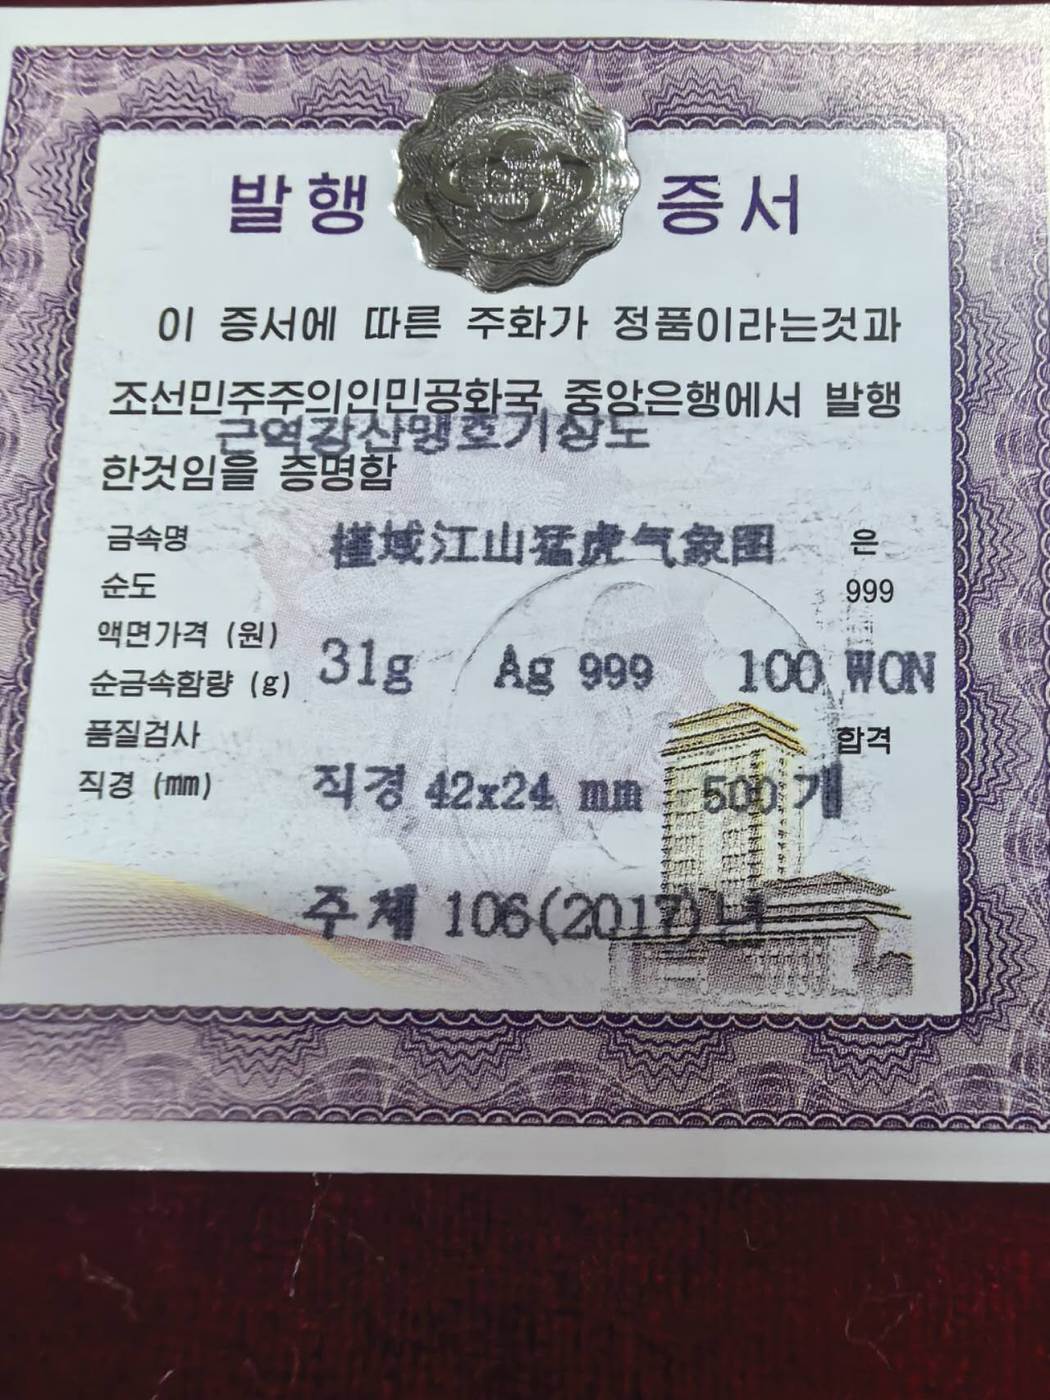 발행 증서
이 증서에 따른 주화가 정품이라는것과
조선민주주의인민공화국 중앙은행에서 발행
근역강산맹호기상도
한것임을 증명함
금속명 은
槿域江山猛虎气象图
순도 999
액면가격 (원)
31g Ag 999 100 WON
순금속함량 (g)
품질검사 합격
직경 (mm)
직경 42x24 mm 500개
주체 106(2017)년